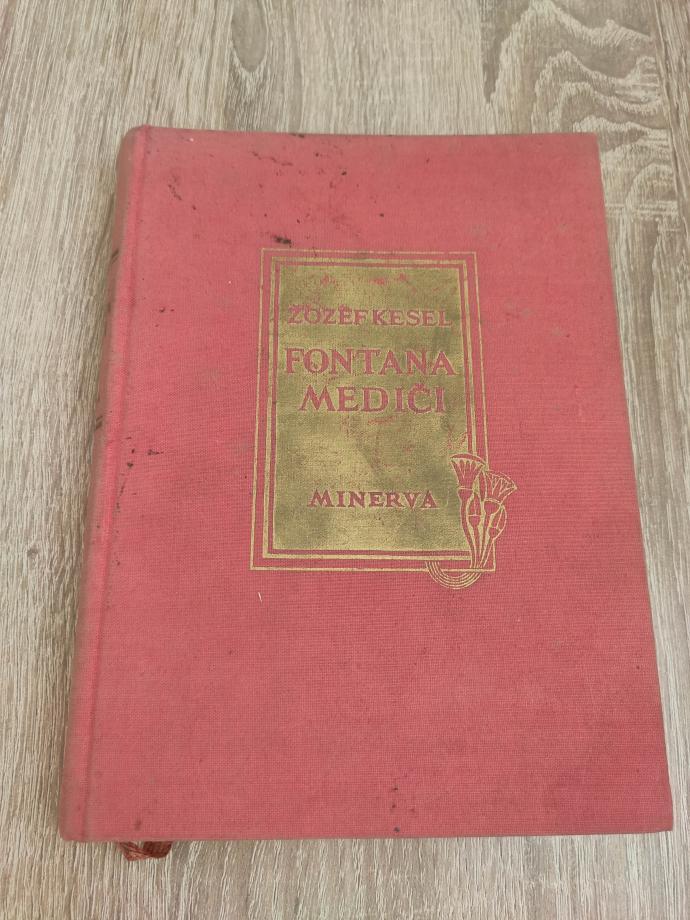 ŽOZEF KESEL
FONTANA
MEDIČI
MINERVA